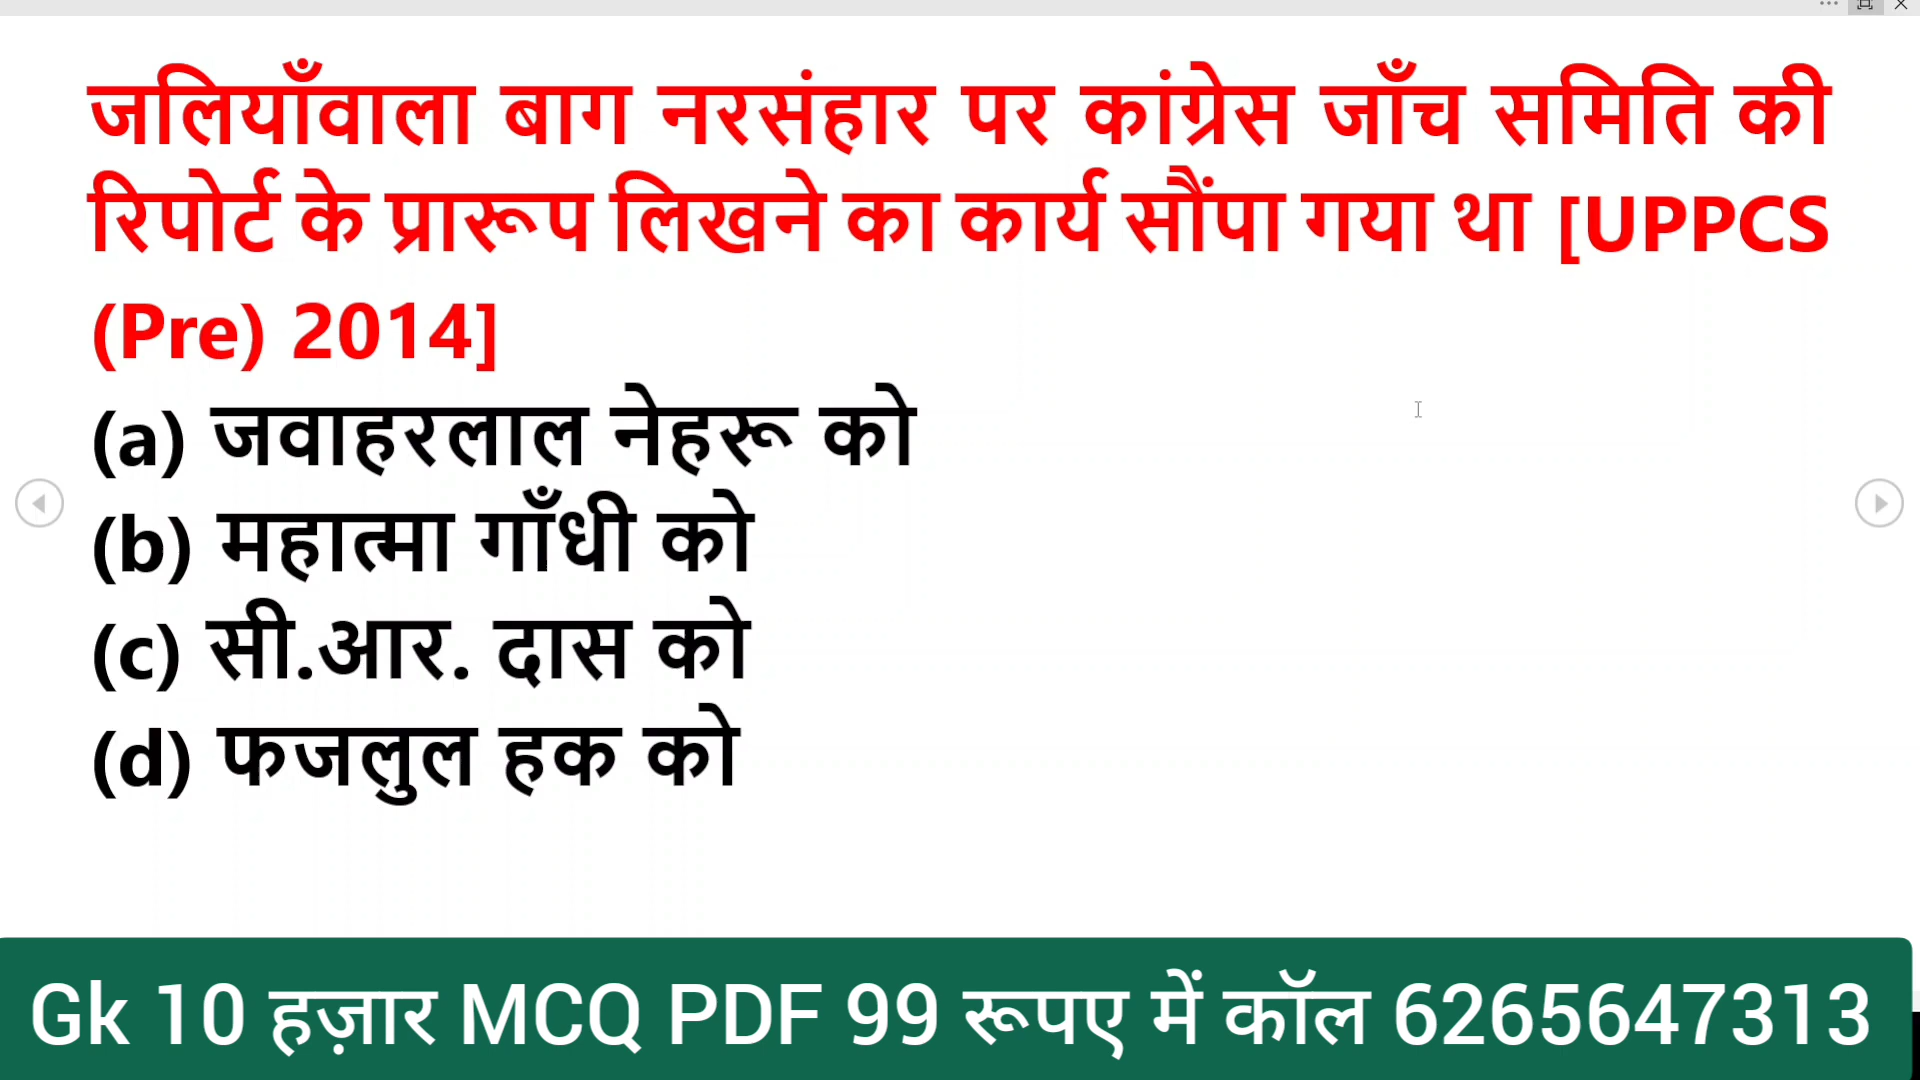 जलियाँवाला बाग नरसंहार पर कांग्रेस जाँच समिति की
रिपोर्ट के प्रारूप लिखने का कार्य सौंपा गया था [UPPCS
(Pre) 2014]
(a) जवाहरलाल नेहरू को
(b) महात्मा गाँधी को
(c) सी.आर. दास को
(d) फजलुल हक को
Gk 10 हज़ार MCQ PDF 99 रूपए में कॉल 6265647313